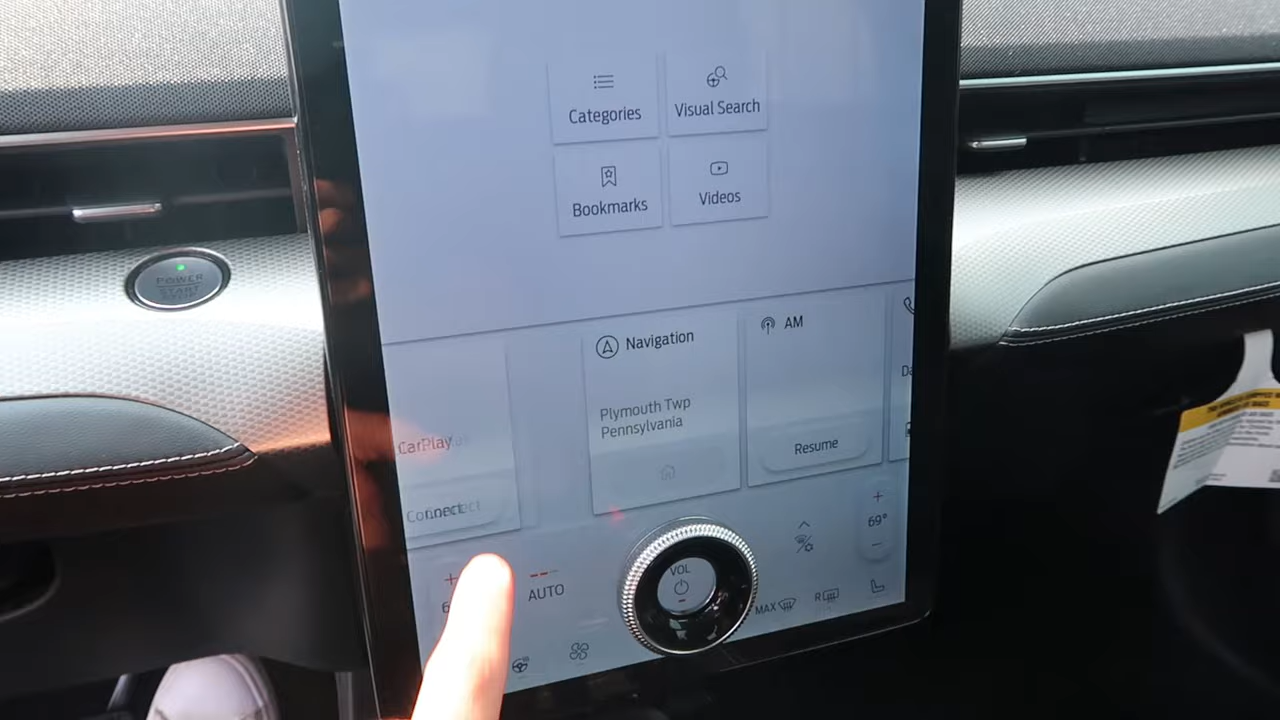 Categories
Visual Search
Bookmarks
Videos
POWER
START
STOP
Navigation
AM
Plymouth Twp
Pennsylvania
CarPlay
Connect
Resume
+
69°
−
+
AUTO
VOL
MAX
R